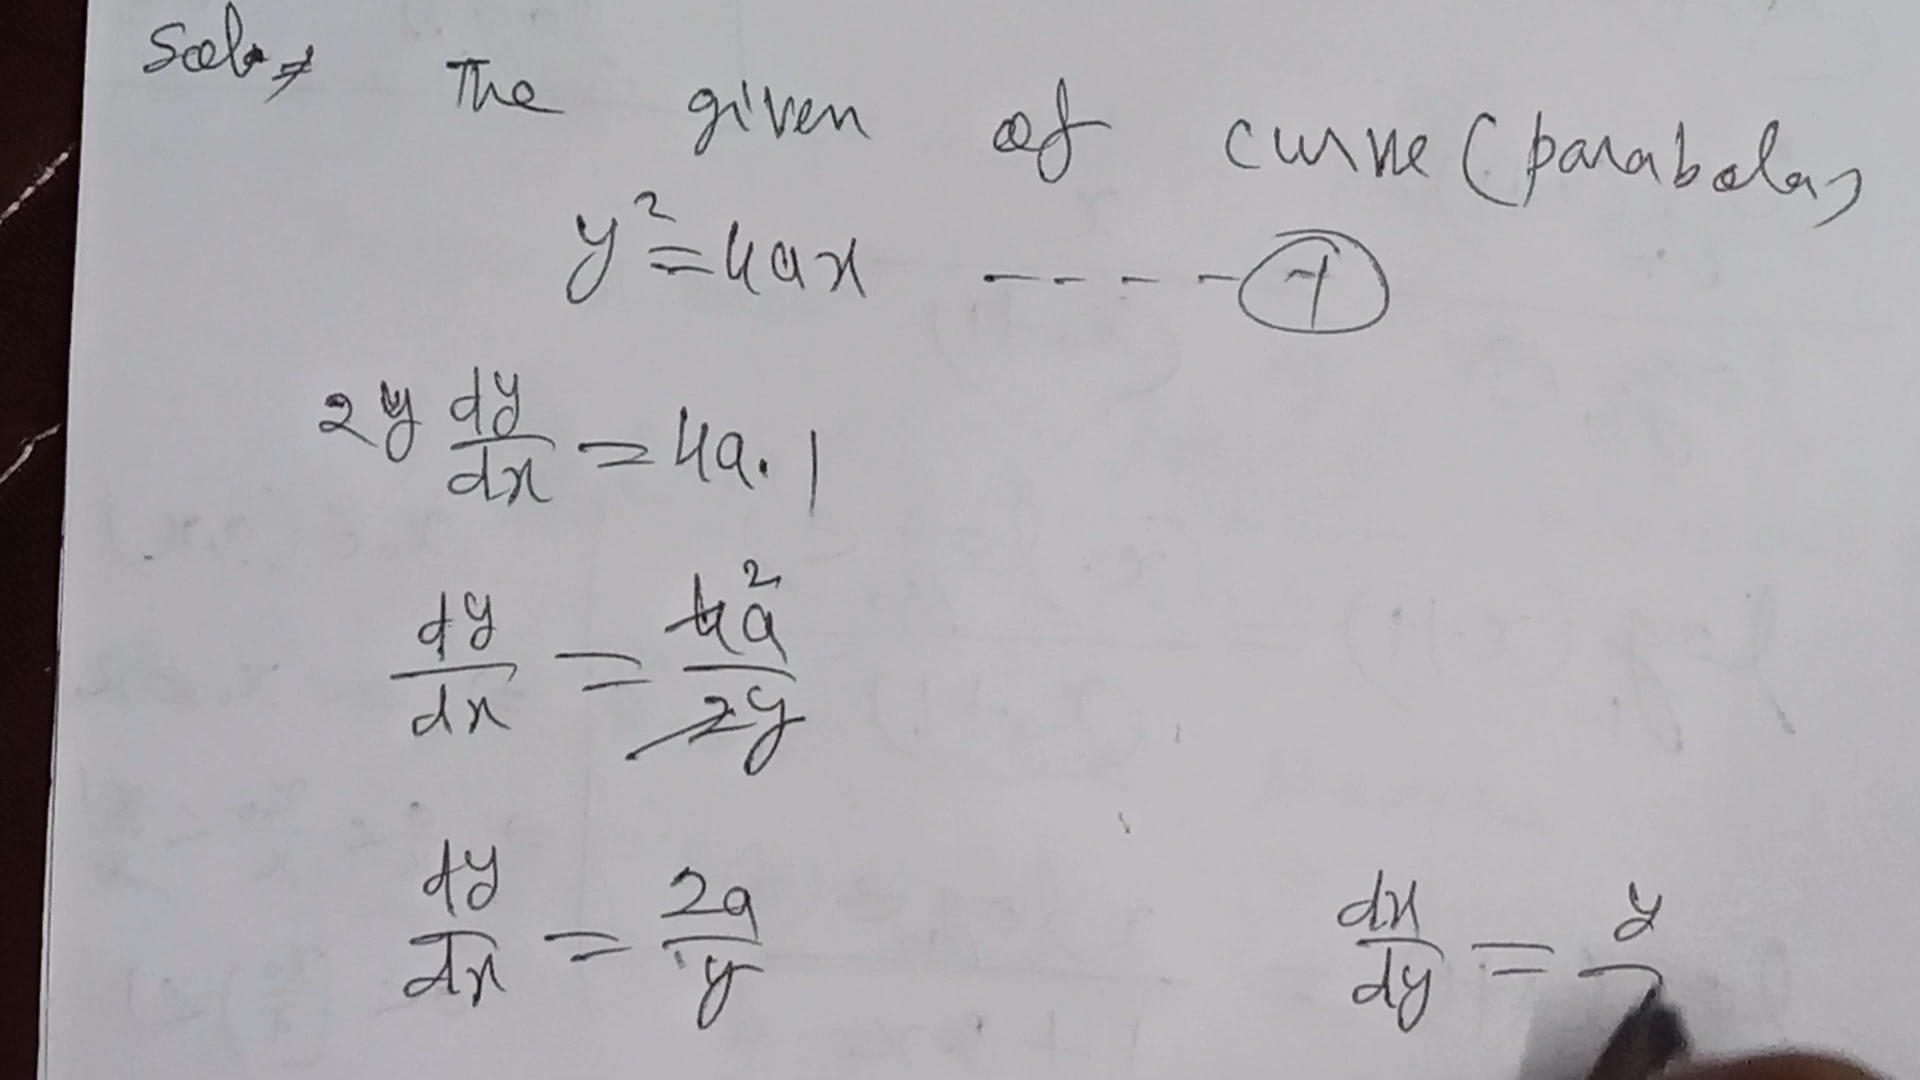 Sol⇒ The given of curve (parabola)
y² = 4ax ----①
2y dy/dx = 4a.1
dy/dx = 4a/2y 2
dy/dx = 2a/y dx/dy = y/